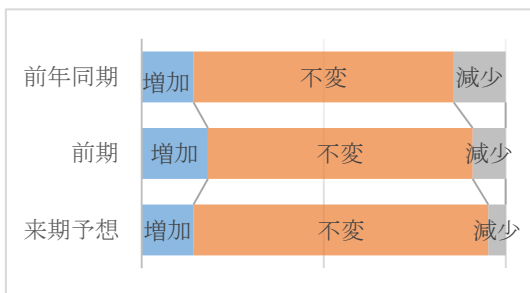 前年同期 増加 不変 減少
前期 増加 不変 減少
来期予想 増加 不変 減少